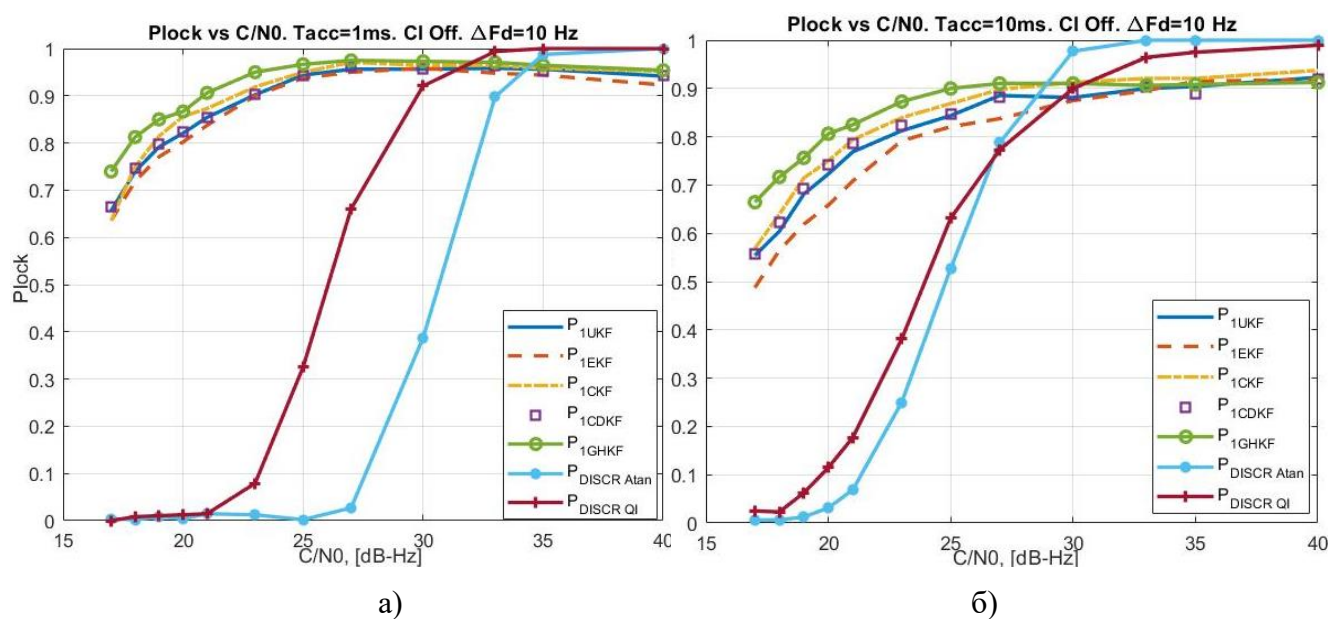 Plock vs C/N0. Tacc=1ms. CI Off. ΔFd=10 Hz
1
0.9
0.8
0.7
0.6
0.5
0.4
0.3
0.2
0.1
0
Plock
15
20
25
30
35
40
C/N0, [dB-Hz]
P1UKF
P1EKF
P1CKF
P1CDKF
P1GHKF
PDISCR Atan
PDISCR QI
а)
Plock vs C/N0. Tacc=10ms. CI Off. ΔFd=10 Hz
1
0.9
0.8
0.7
0.6
0.5
0.4
0.3
0.2
0.1
0
15
20
25
30
35
40
C/N0, [dB-Hz]
P1UKF
P1EKF
P1CKF
P1CDKF
P1GHKF
PDISCR Atan
PDISCR QI
б)